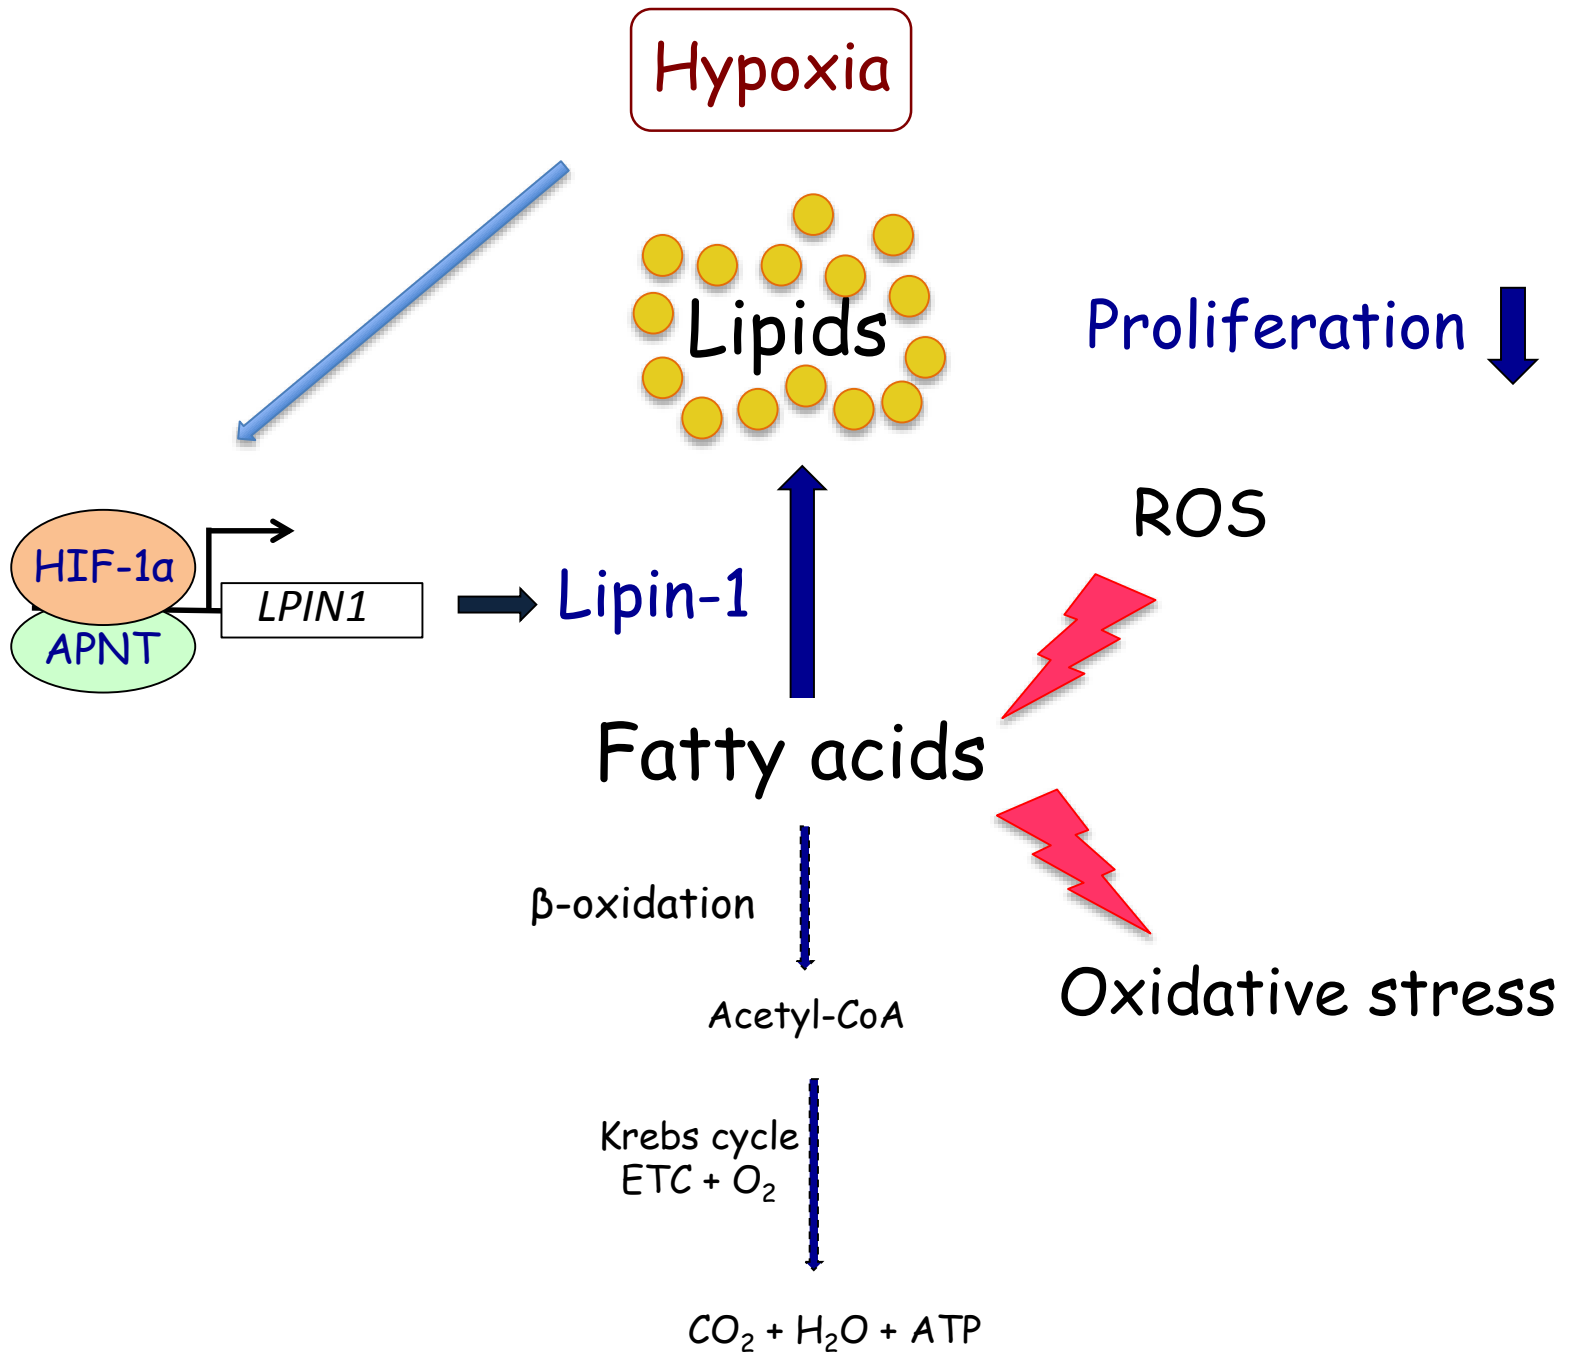 Hypoxia
Lipids
Proliferation
ROS
HIF-1α
APNT
LPIN1
Lipin-1
Fatty acids
β-oxidation
Oxidative stress
Acetyl-CoA
Krebs cycle
ETC + O₂
CO₂ + H₂O + ATP